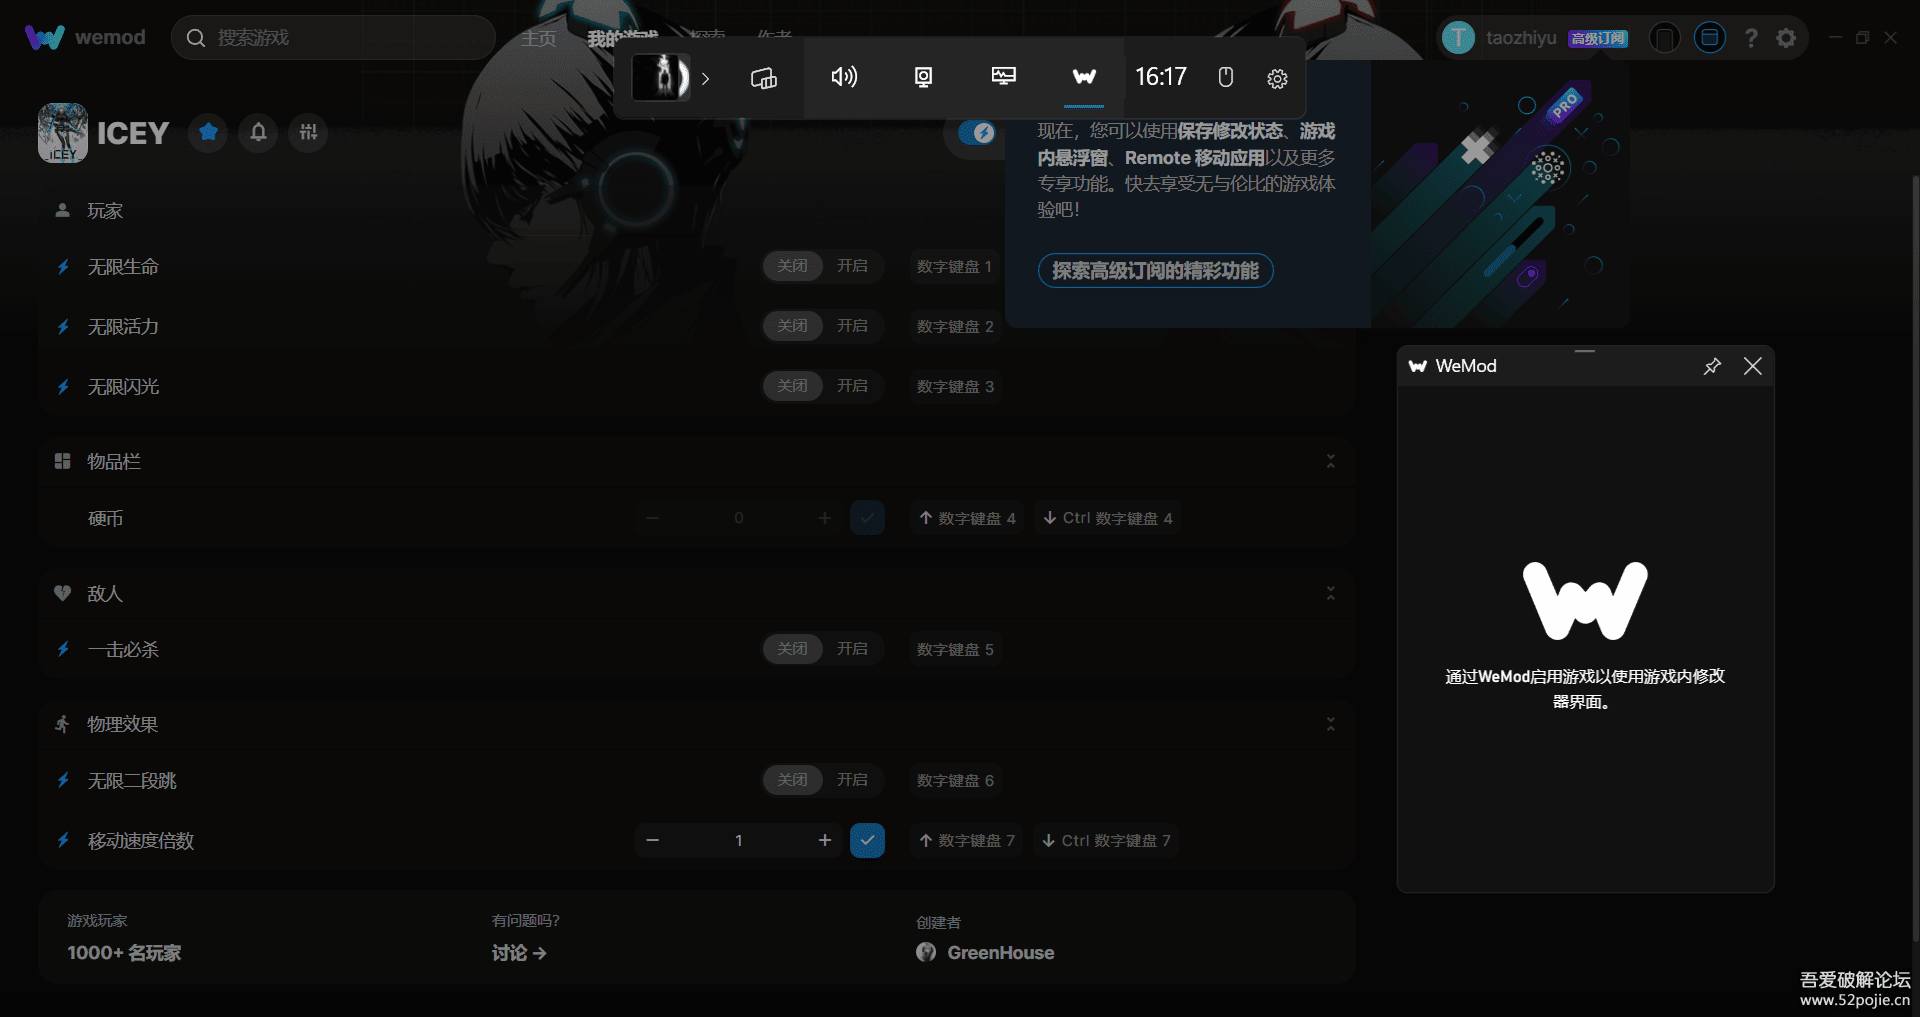 wemod
搜索游戏
主页
我的游戏
探索
作者
T
taozhiyu
高级订阅
16:17
ICEY
ICEY
现在，您可以使用保存修改状态、游戏
内悬浮窗、Remote 移动应用以及更多
专享功能。快去享受无与伦比的游戏体
验吧！
探索高级订阅的精彩功能
PRO
玩家
无限生命
关闭
开启
数字键盘 1
无限活力
关闭
开启
数字键盘 2
无限闪光
关闭
开启
数字键盘 3
物品栏
硬币
0
数字键盘 4
Ctrl 数字键盘 4
敌人
一击必杀
关闭
开启
数字键盘 5
物理效果
无限二段跳
关闭
开启
数字键盘 6
移动速度倍数
1
数字键盘 7
Ctrl 数字键盘 7
游戏玩家
1000+ 名玩家
有问题吗？
讨论
创建者
GreenHouse
WeMod
通过WeMod启用游戏以使用游戏内修改
器界面。
吾爱破解论坛
www.52pojie.cn